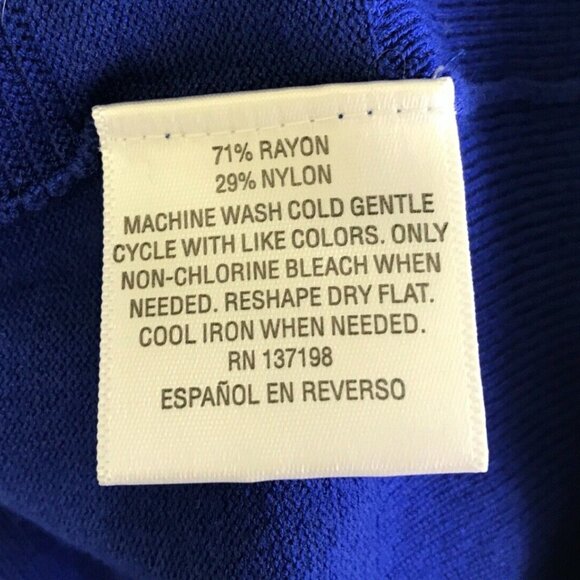 71% RAYON
29% NYLON
MACHINE WASH COLD GENTLE
CYCLE WITH LIKE COLORS. ONLY
NON-CHLORINE BLEACH WHEN
NEEDED. RESHAPE DRY FLAT.
COOL IRON WHEN NEEDED.
RN 137198
ESPAÑOL EN REVERSO